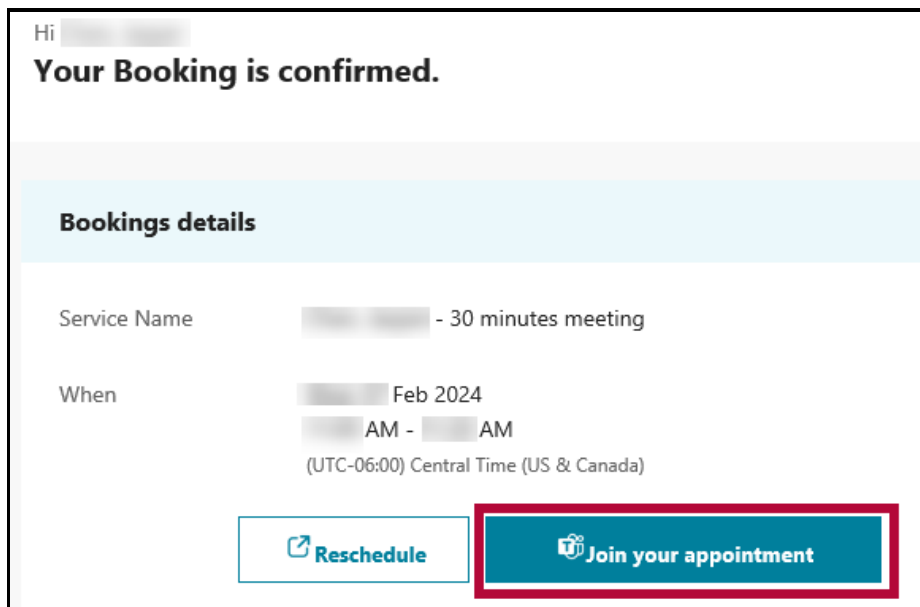 Hi
Your Booking is confirmed.
Bookings details
Service Name - 30 minutes meeting
When Feb 2024
AM - AM
(UTC-06:00) Central Time (US & Canada)
Reschedule Join your appointment